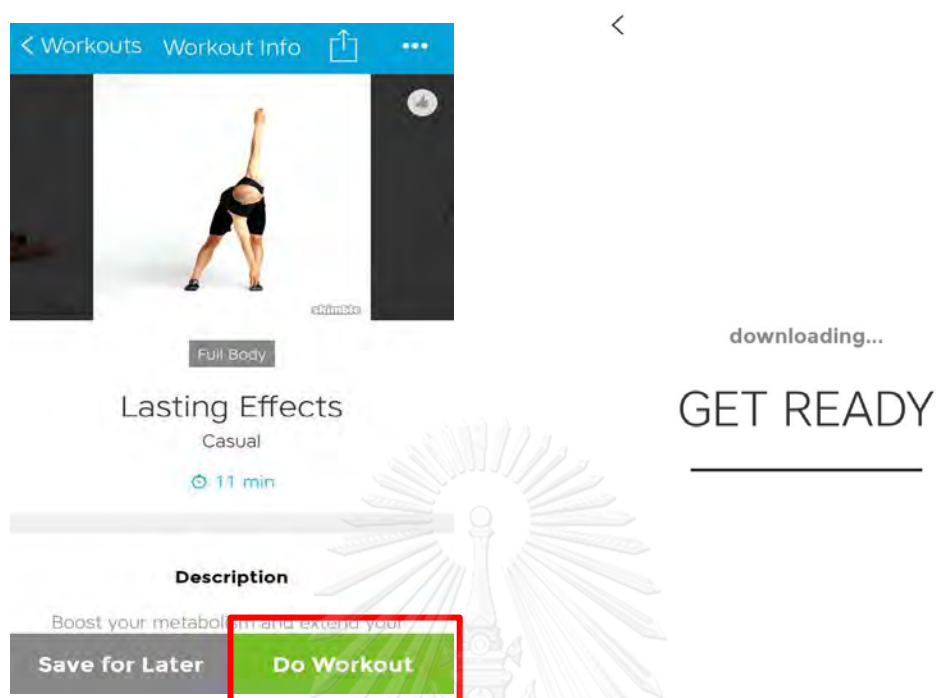 Workouts Workout Info
skimble
Full Body
Lasting Effects
Casual
11 min
Description
Boost your metabolism and extend your
Save for Later Do Workout
downloading...
GET READY